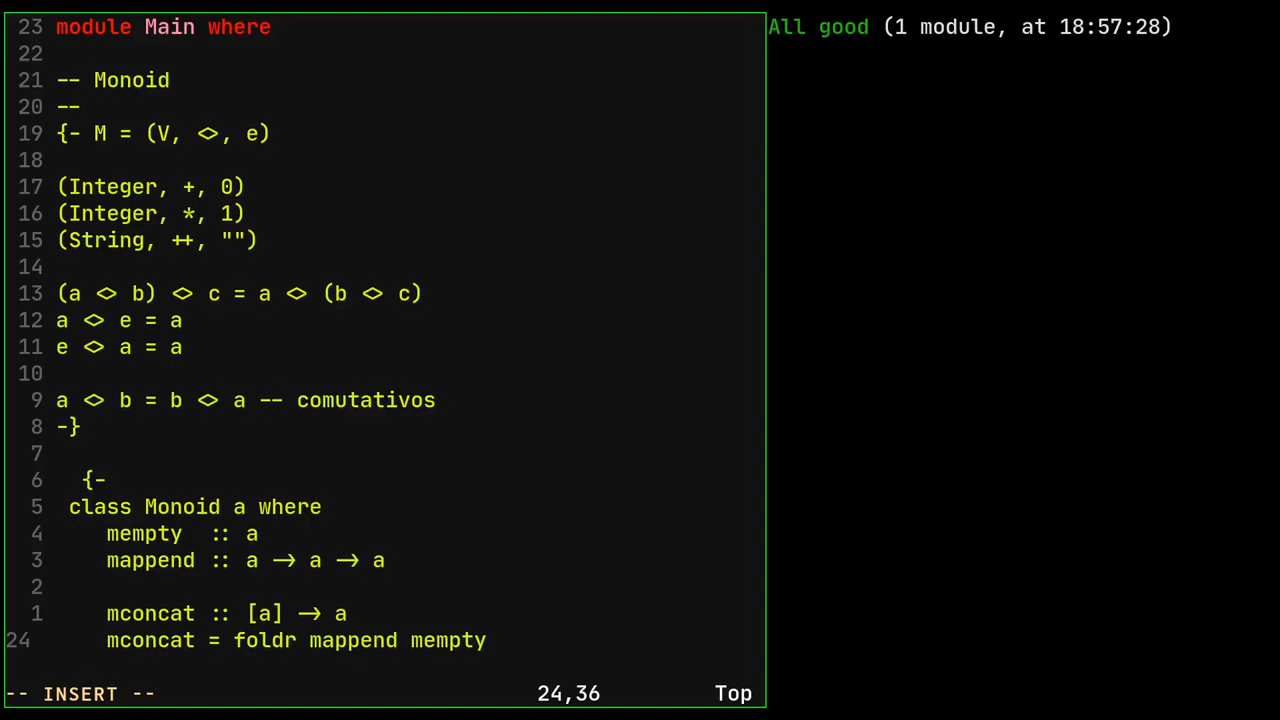 23 module Main where
22
21 -- Monoid
20 --
19 {- M = (V, <>, e)
18
17 (Integer, +, 0)
16 (Integer, *, 1)
15 (String, ++, "")
14
13 (a <> b) <> c = a <> (b <> c)
12 a <> e = a
11 e <> a = a
10
9 a <> b = b <> a -- comutativos
8 -}
7
6 {-
5 class Monoid a where
4 mempty :: a
3 mappend :: a -> a -> a
2
1 mconcat :: [a] -> a
24 mconcat = foldr mappend mempty
-- INSERT -- 24,36 Top
All good (1 module, at 18:57:28)